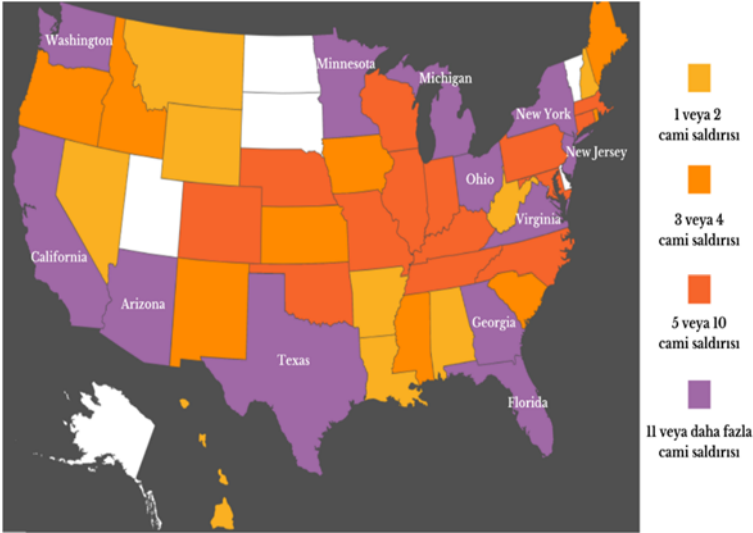 Washington
Minnesota
Michigan
New York
New Jersey
Ohio
Virginia
California
Arizona
Georgia
Texas
Florida
1 veya 2
cami saldırısı
3 veya 4
cami saldırısı
5 veya 10
cami saldırısı
11 veya daha fazla
cami saldırısı